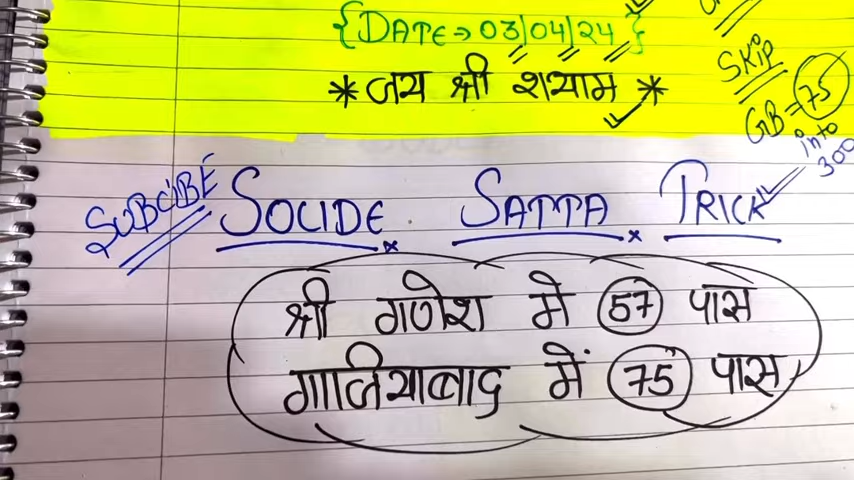 {DATE⇒03|04|24}
*जय श्री श्याम*
SKIP
GB=75
into
300
SUBCIBE
SOLIDE SATTA TRICK
श्री गणेश मे 57 पास
गाजियाबाद में 75 पास